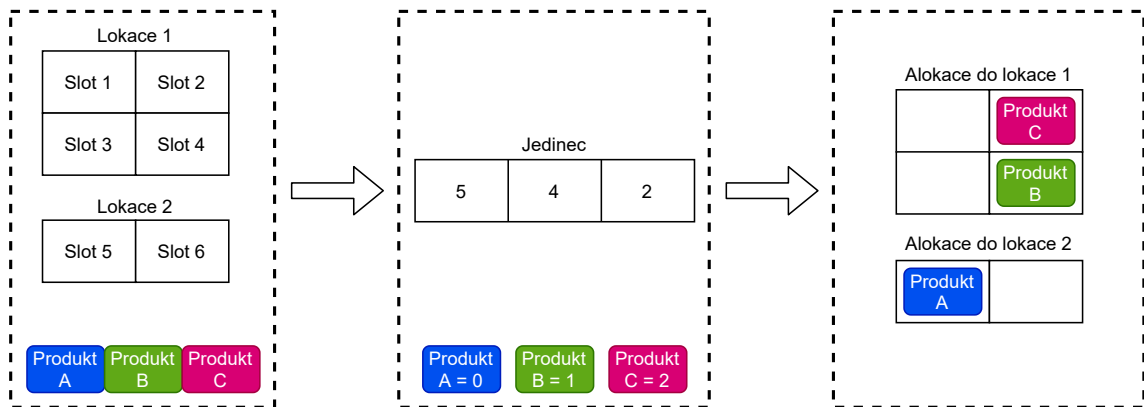 Lokace 1
Slot 1
Slot 2
Slot 3
Slot 4
Lokace 2
Slot 5
Slot 6
Produkt
A
Produkt
B
Produkt
C
Jedinec
5
4
2
Produkt
A = 0
Produkt
B = 1
Produkt
C = 2
Alokace do lokace 1
Produkt
C
Produkt
B
Alokace do lokace 2
Produkt
A